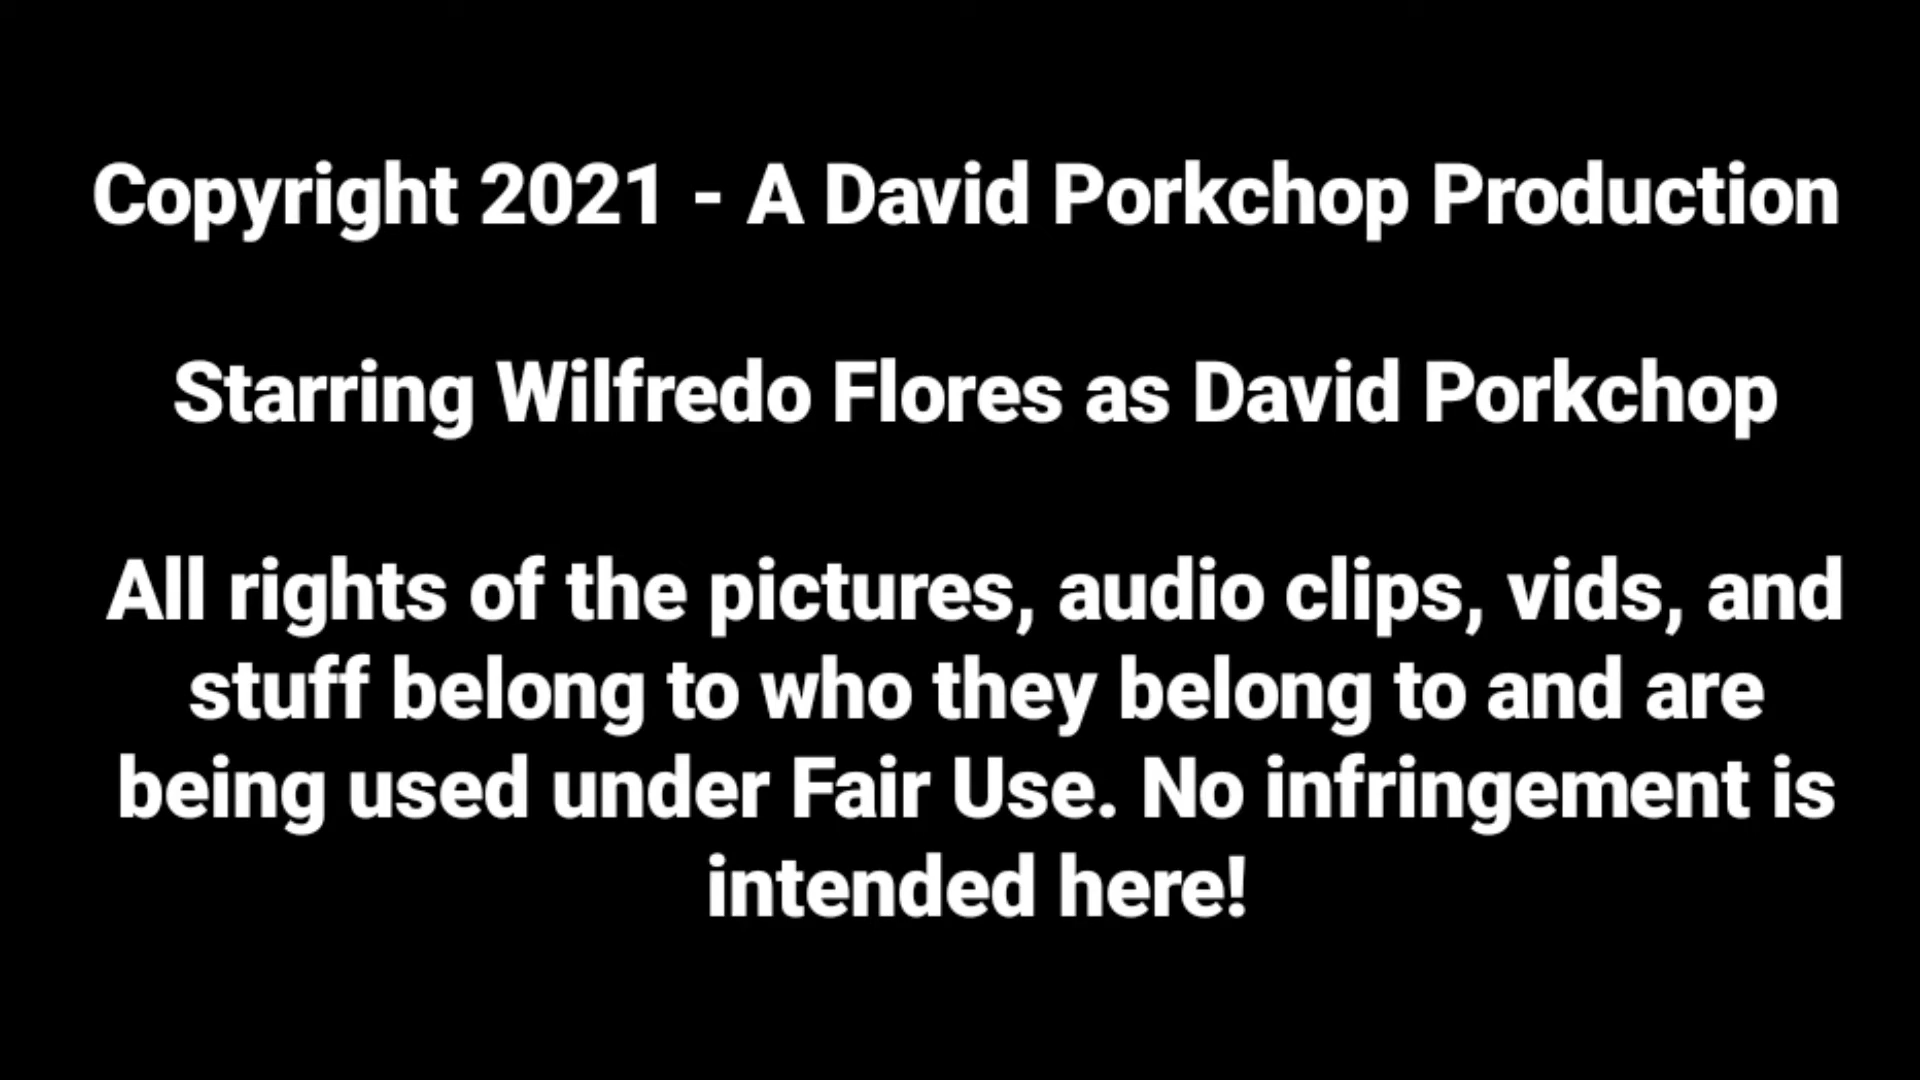 Copyright 2021 - A David Porkchop Production
Starring Wilfredo Flores as David Porkchop
All rights of the pictures, audio clips, vids, and
stuff belong to who they belong to and are
being used under Fair Use. No infringement is
intended here!